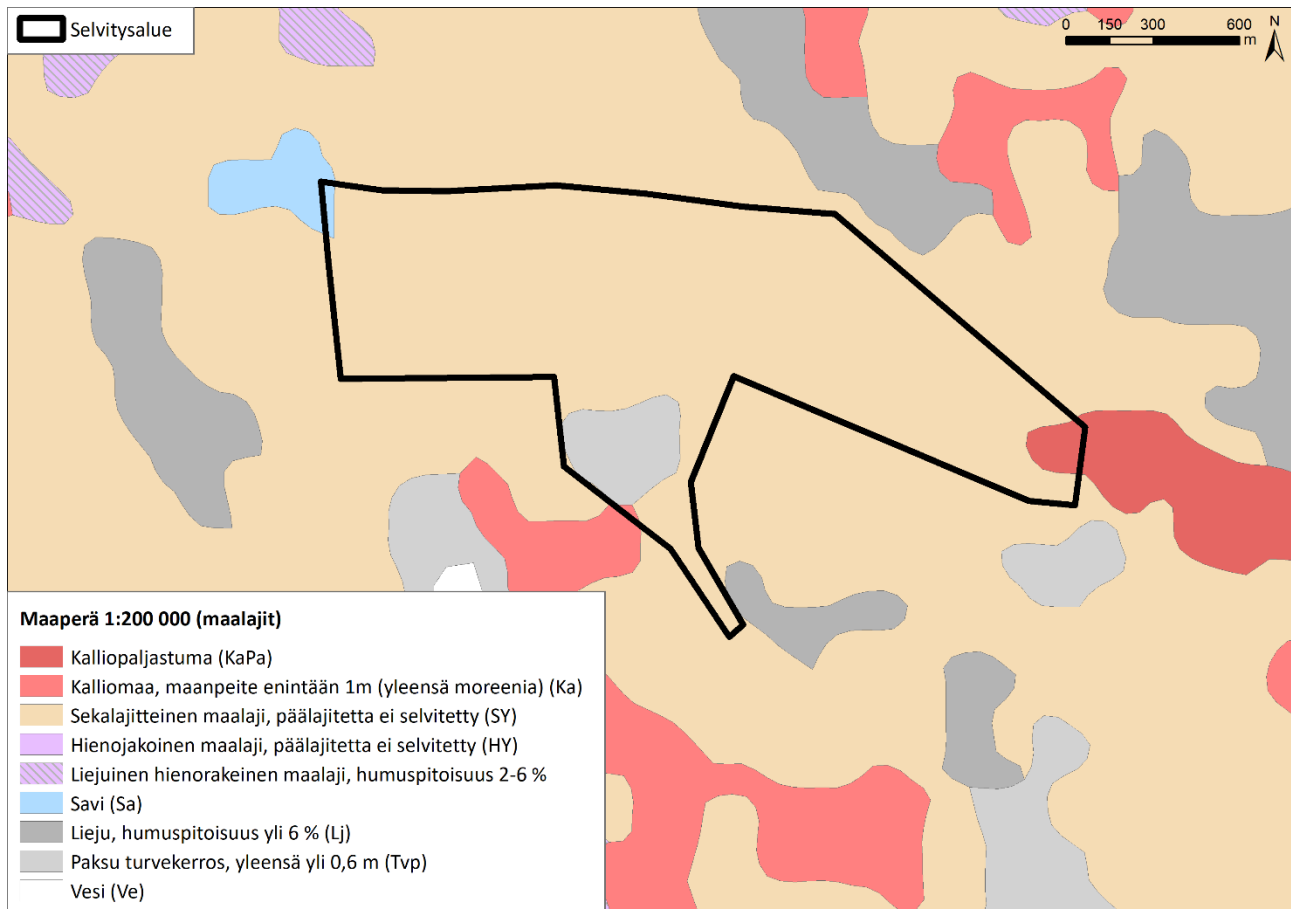 Selvitysalue
0 150 300 600
m
N
Maaperä 1:200 000 (maalajit)
Kalliopaljastuma (KaPa)
Kalliomaa, maanpeite enintään 1m (yleensä moreenia) (Ka)
Sekalajitteinen maalaji, päälajitetta ei selvitetty (SY)
Hienojakoinen maalaji, päälajitetta ei selvitetty (HY)
Liejuinen hienorakeinen maalaji, humuspitoisuus 2-6 %
Savi (Sa)
Lieju, humuspitoisuus yli 6 % (Lj)
Paksu turvekerros, yleensä yli 0,6 m (Tvp)
Vesi (Ve)